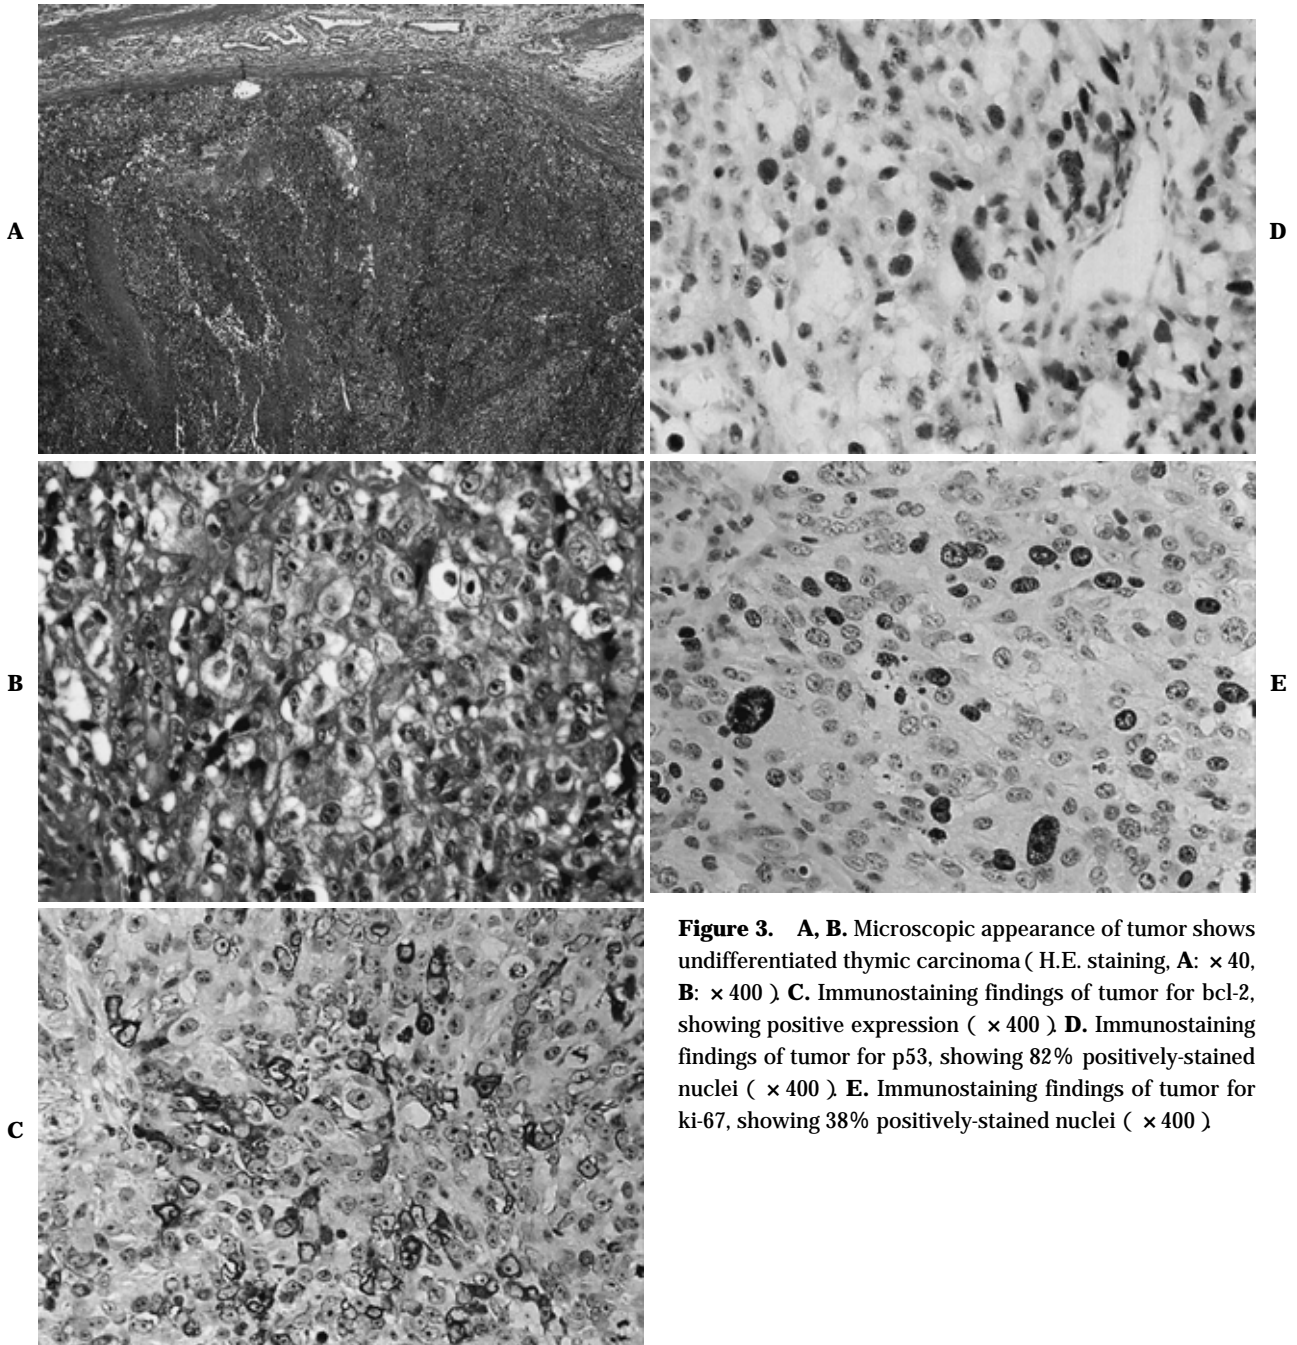 A
D
B
E
C
Figure 3. A, B. Microscopic appearance of tumor shows
undifferentiated thymic carcinoma ( H.E. staining, A: × 40,
B: × 400 ). C. Immunostaining findings of tumor for bcl-2,
showing positive expression ( × 400 ). D. Immunostaining
findings of tumor for p53, showing 82% positively-stained
nuclei ( × 400 ). E. Immunostaining findings of tumor for
ki-67, showing 38% positively-stained nuclei ( × 400 ).